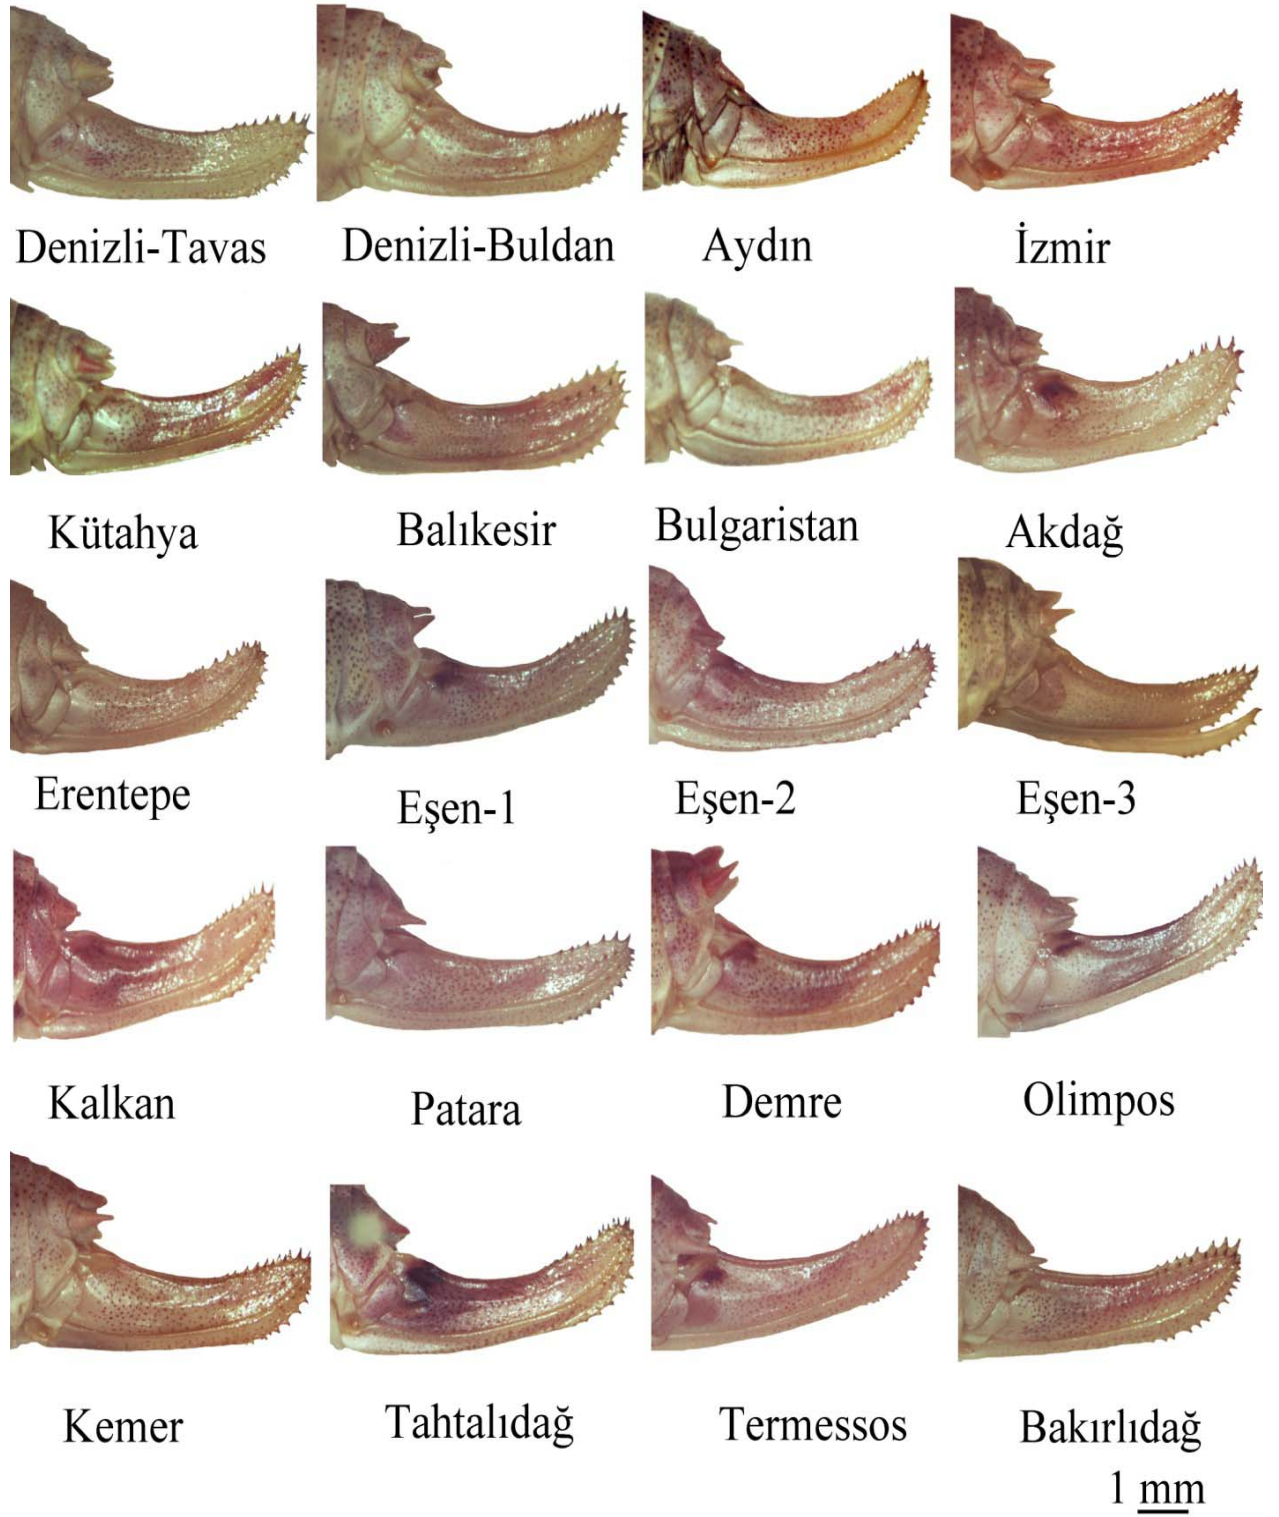 Denizli-Tavas
Denizli-Buldan
Aydın
İzmir
Kütahya
Balıkesir
Bulgaristan
Akdağ
Erentepe
Eşen-1
Eşen-2
Eşen-3
Kalkan
Patara
Demre
Olimpos
Kemer
Tahtalıdağ
Termessos
Bakırlıdağ
1 mm